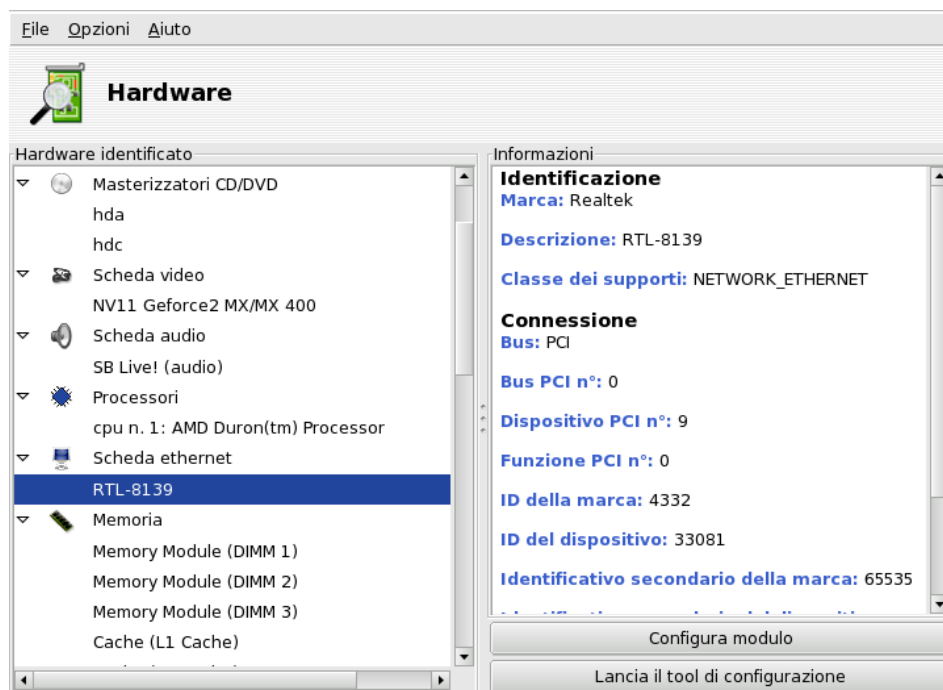 File Opzioni Aiuto
Hardware
Hardware identificato
Masterizzatori CD/DVD
hda
hdc
Scheda video
NV11 Geforce2 MX/MX 400
Scheda audio
SB Live! (audio)
Processori
cpu n. 1: AMD Duron(tm) Processor
Scheda ethernet
RTL-8139
Memoria
Memory Module (DIMM 1)
Memory Module (DIMM 2)
Memory Module (DIMM 3)
Cache (L1 Cache)
Informazioni
Identificazione
Marca: Realtek
Descrizione: RTL-8139
Classe dei supporti: NETWORK_ETHERNET
Connessione
Bus: PCI
Bus PCI n°: 0
Dispositivo PCI n°: 9
Funzione PCI n°: 0
ID della marca: 4332
ID del dispositivo: 33081
Identificativo secondario della marca: 65535
Configura modulo
Lancia il tool di configurazione